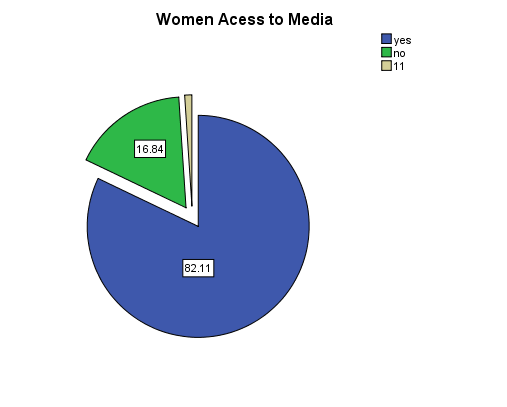 Women Acess to Media
yes
no
11
16.84
82.11